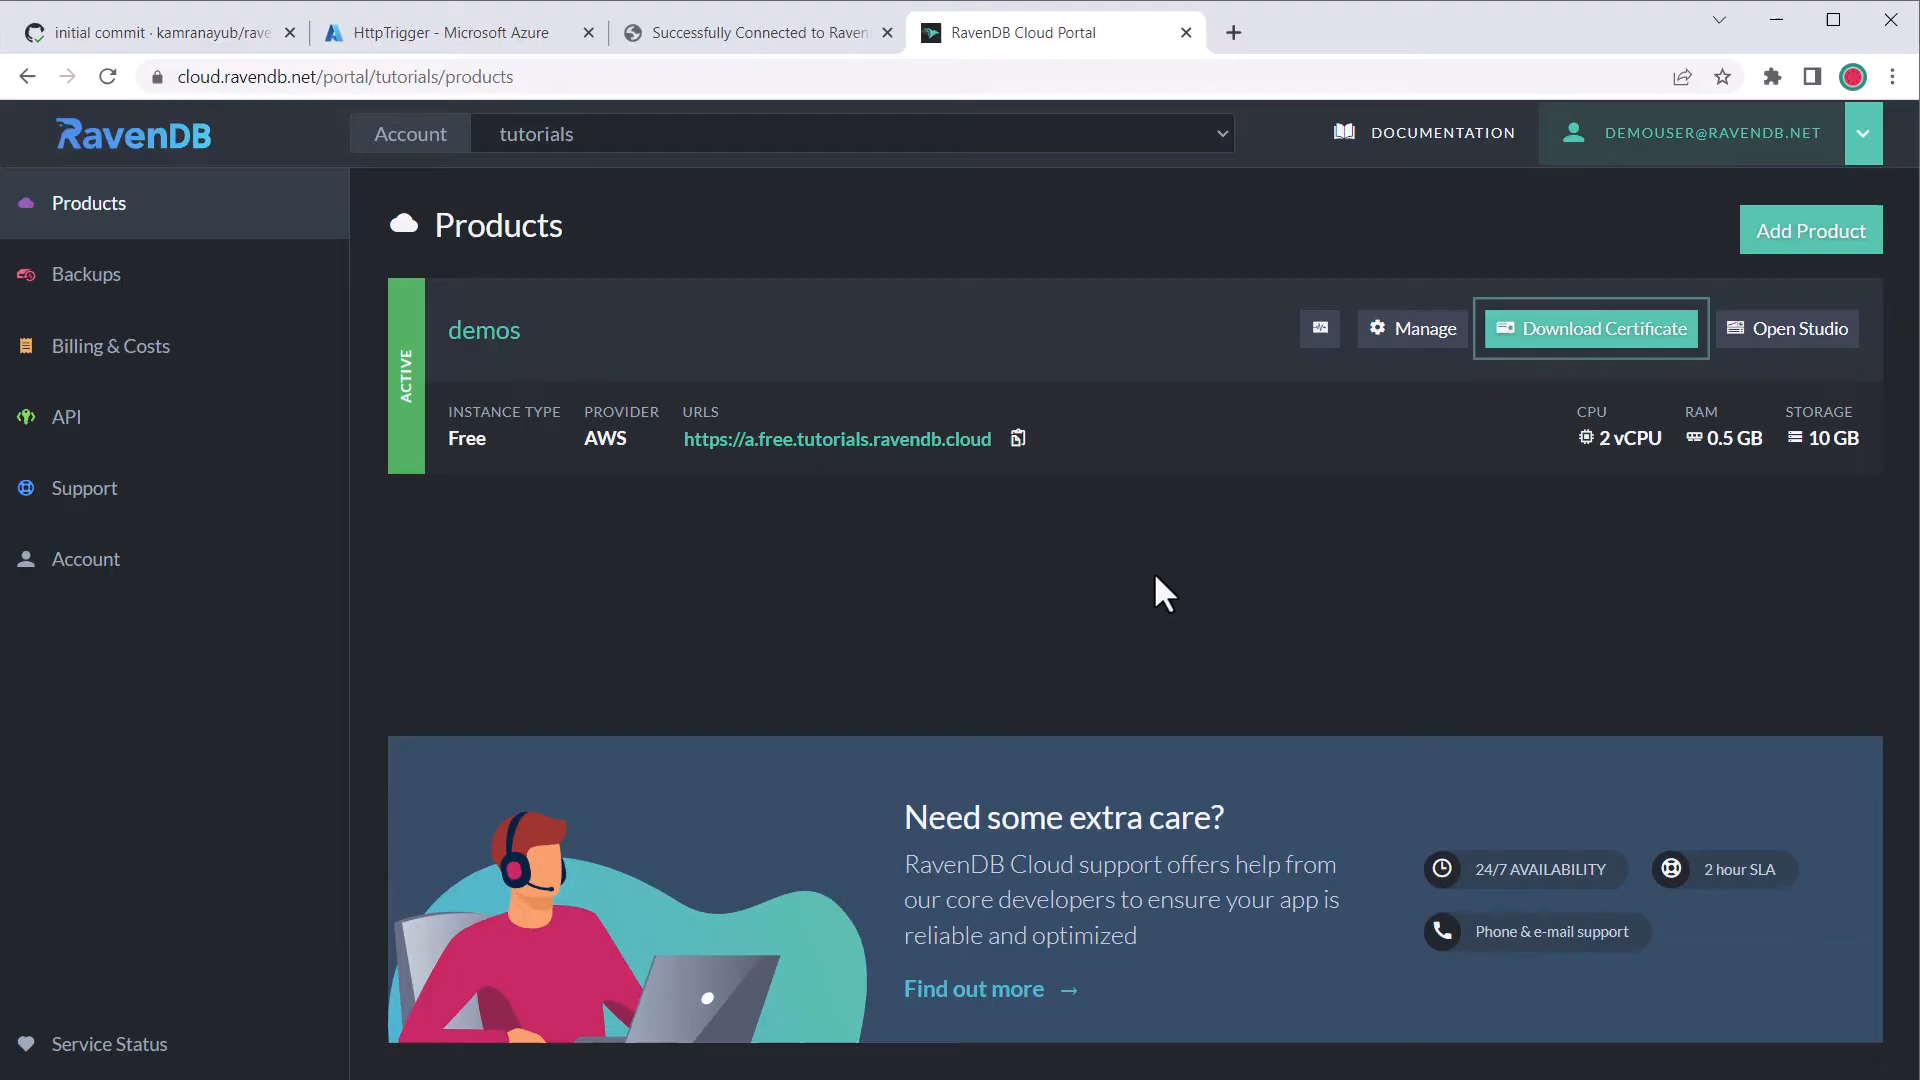 initial commit · kamranayub/rave
HttpTrigger - Microsoft Azure
Successfully Connected to Raven
RavenDB Cloud Portal
cloud.ravendb.net/portal/tutorials/products
RavenDB
Account
tutorials
DOCUMENTATION
DEMOUSER@RAVENDB.NET
Products
Backups
Billing & Costs
API
Support
Account
Service Status
Products
Add Product
ACTIVE
demos
Manage
Download Certificate
Open Studio
INSTANCE TYPE
Free
PROVIDER
AWS
URLS
https://a.free.tutorials.ravendb.cloud
CPU
2 vCPU
RAM
0.5 GB
STORAGE
10 GB
Need some extra care?
RavenDB Cloud support offers help from
our core developers to ensure your app is
reliable and optimized
Find out more →
24/7 AVAILABILITY
2 hour SLA
Phone & e-mail support